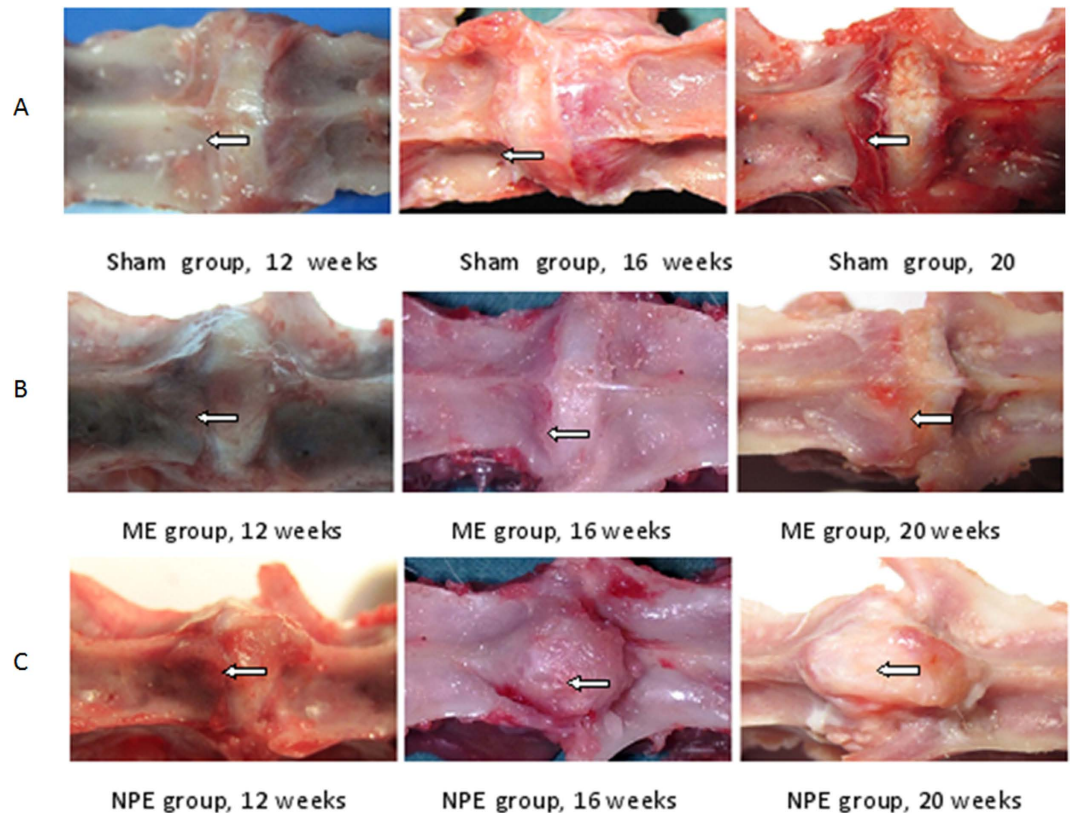 A
Sham group, 12 weeks
Sham group, 16 weeks
Sham group, 20
B
ME group, 12 weeks
ME group, 16 weeks
ME group, 20 weeks
C
NPE group, 12 weeks
NPE group, 16 weeks
NPE group, 20 weeks